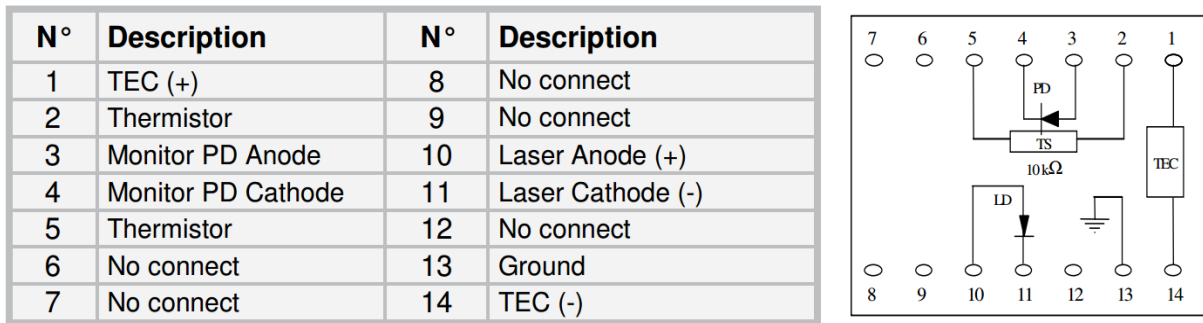 N° Description N° Description
1 TEC (+) 8 No connect
2 Thermistor 9 No connect
3 Monitor PD Anode 10 Laser Anode (+)
4 Monitor PD Cathode 11 Laser Cathode (-)
5 Thermistor 12 No connect
6 No connect 13 Ground
7 No connect 14 TEC (-)
7 6 5 4 3 2 1
PD
TS
10kΩ
TEC
LD
8 9 10 11 12 13 14